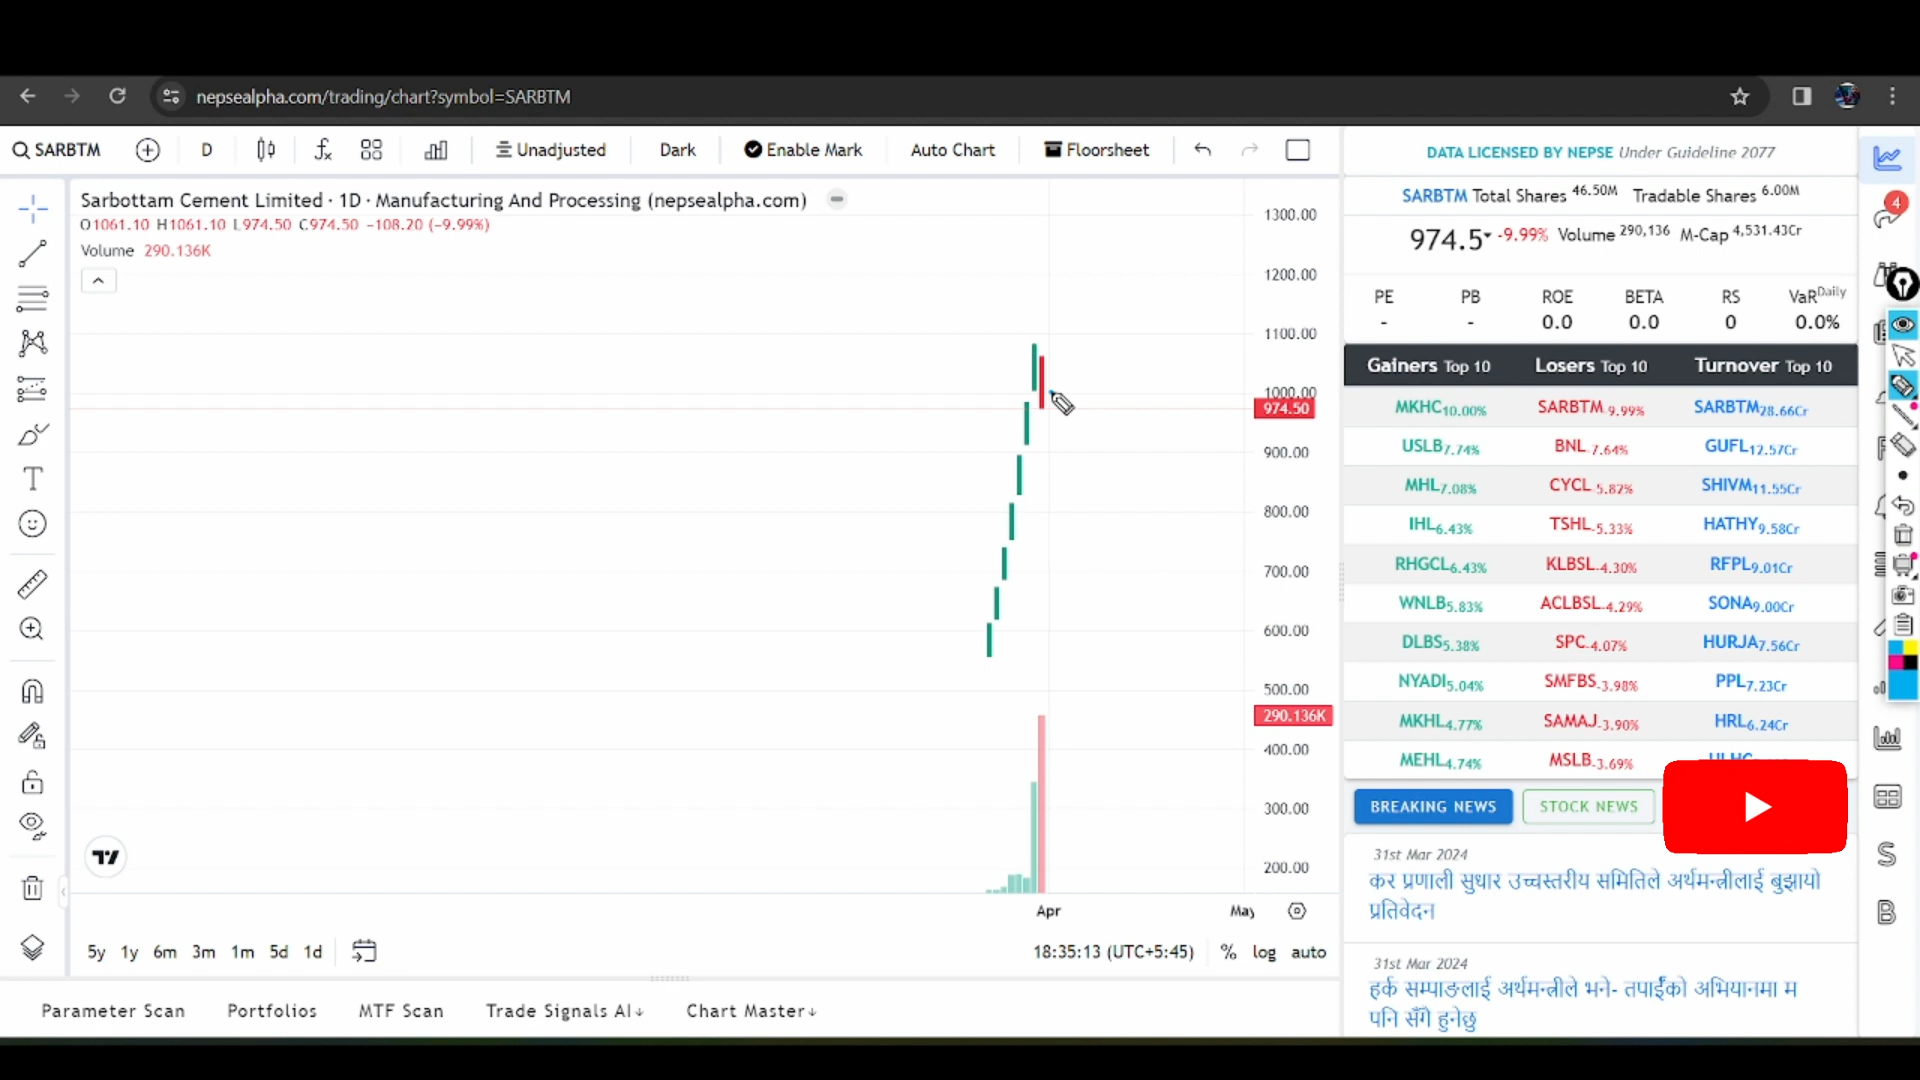 nepsealpha.com/trading/chart?symbol=SARBTM
SARBTM D Unadjusted Dark Enable Mark Auto Chart Floorsheet
Sarbottam Cement Limited · 1D · Manufacturing And Processing (nepsealpha.com)
O1061.10 H1061.10 L974.50 C974.50 −108.20 (−9.99%)
Volume 290.136K
1300.00
1200.00
1100.00
1000.00
974.50
900.00
800.00
700.00
600.00
500.00
290.136K
400.00
300.00
200.00
Apr May
5y 1y 6m 3m 1m 5d 1d 18:35:13 (UTC+5:45) % log auto
Parameter Scan Portfolios MTF Scan Trade Signals AI↓ Chart Master↓
DATA LICENSED BY NEPSE Under Guideline 2077
SARBTM Total Shares 46.50M Tradable Shares 6.00M
974.5 -9.99% Volume 290,136 M-Cap 4,531.43Cr
PE PB ROE BETA RS VaR Daily
- - 0.0 0.0 0 0.0%
Gainers Top 10 Losers Top 10 Turnover Top 10
MKHC 10.00% SARBTM -9.99% SARBTM 28.66Cr
USLB 7.74% BNL -7.64% GUFL 12.57Cr
MHL 7.08% CYCL -5.82% SHIVM 11.55Cr
IHL 6.43% TSHL -5.33% HATHY 9.58Cr
RHGCL 6.43% KLBSL -4.30% RFPL 9.01Cr
WNLB 5.83% ACLBSL -4.29% SONA 9.00Cr
DLBS 5.38% SPC -4.07% HURJA 7.56Cr
NYADI 5.04% SMFBS -3.98% PPL 7.23Cr
MKHL 4.77% SAMAJ -3.90% HRL 6.24Cr
MEHL 4.74% MSLB -3.69%
BREAKING NEWS STOCK NEWS
31st Mar 2024
कर प्रणाली सुधार उच्चस्तरीय समितिले अर्थमन्त्रीलाई बुझायो
प्रतिवेदन
31st Mar 2024
हर्क सम्पाङलाई अर्थमन्त्रीले भने- तपाईंको अभियानमा म
पनि सँगै हुनेछु
4
S
B